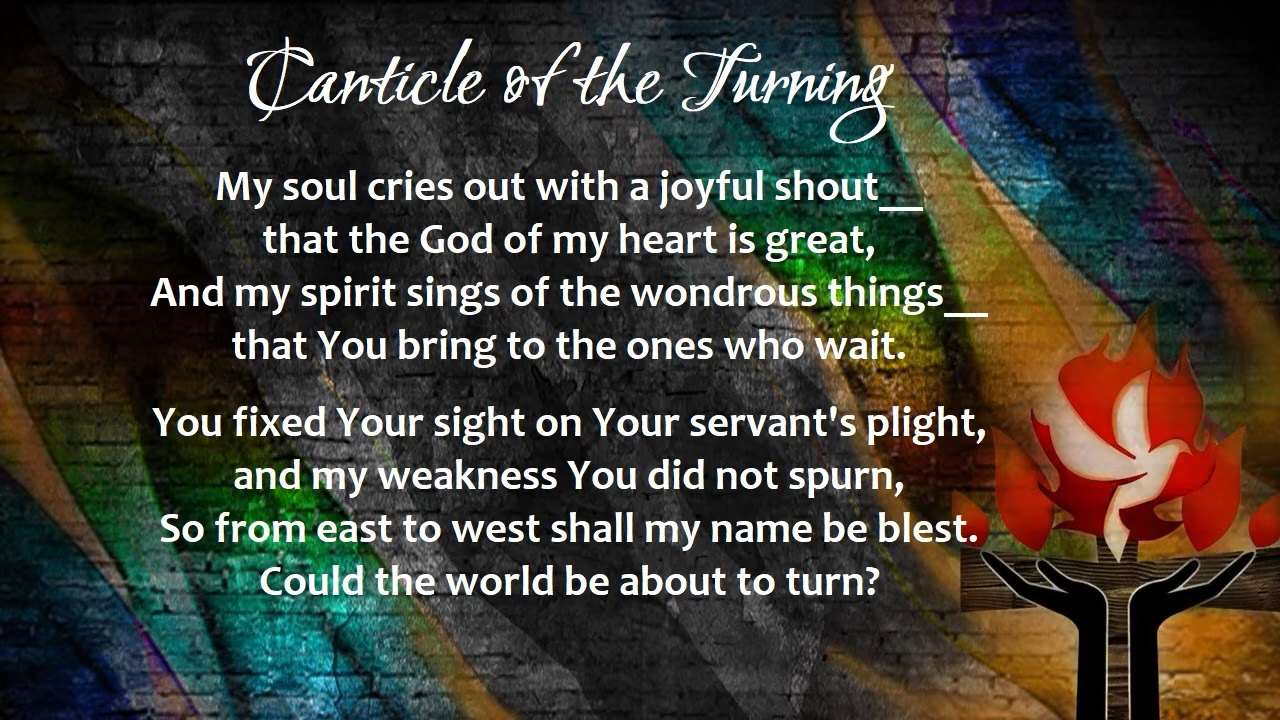 Canticle of the Turning
My soul cries out with a joyful shout__
that the God of my heart is great,
And my spirit sings of the wondrous things__
that You bring to the ones who wait.
You fixed Your sight on Your servant's plight,
and my weakness You did not spurn,
So from east to west shall my name be blest.
Could the world be about to turn?